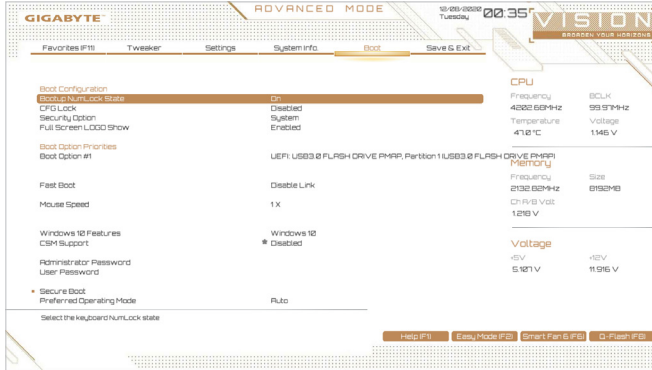 GIGABYTE
ADVANCED MODE
12/08/2020
Tuesday
00:35
VISION
BROADEN YOUR HORIZONS
Favorites (F11) Tweaker Settings System Info. Boot Save & Exit
Boot Configuration
Bootup NumLock State On
CFG Lock Disabled
Security Option System
Full Screen LOGO Show Enabled
Boot Option Priorities
Boot Option #1 UEFI: USB3.0 FLASH DRIVE PMAP, Partition 1 (USB3.0 FLASH DRIVE PMAP)
Fast Boot Disable Link
Mouse Speed 1 X
Windows 10 Features Windows 10
CSM Support Disabled
Administrator Password
User Password
Secure Boot
Preferred Operating Mode Auto
Select the keyboard NumLock state
CPU
Frequency BCLK
4202.68MHz 99.97MHz
Temperature Voltage
47.0 °C 1.146 V
Memory
Frequency Size
2132.82MHz 8192MB
Ch A/B Volt
1.218 V
Voltage
+5V +12V
5.107 V 11.916 V
Help (F1) Easy Mode (F2) Smart Fan 6 (F6) Q-Flash (F8)